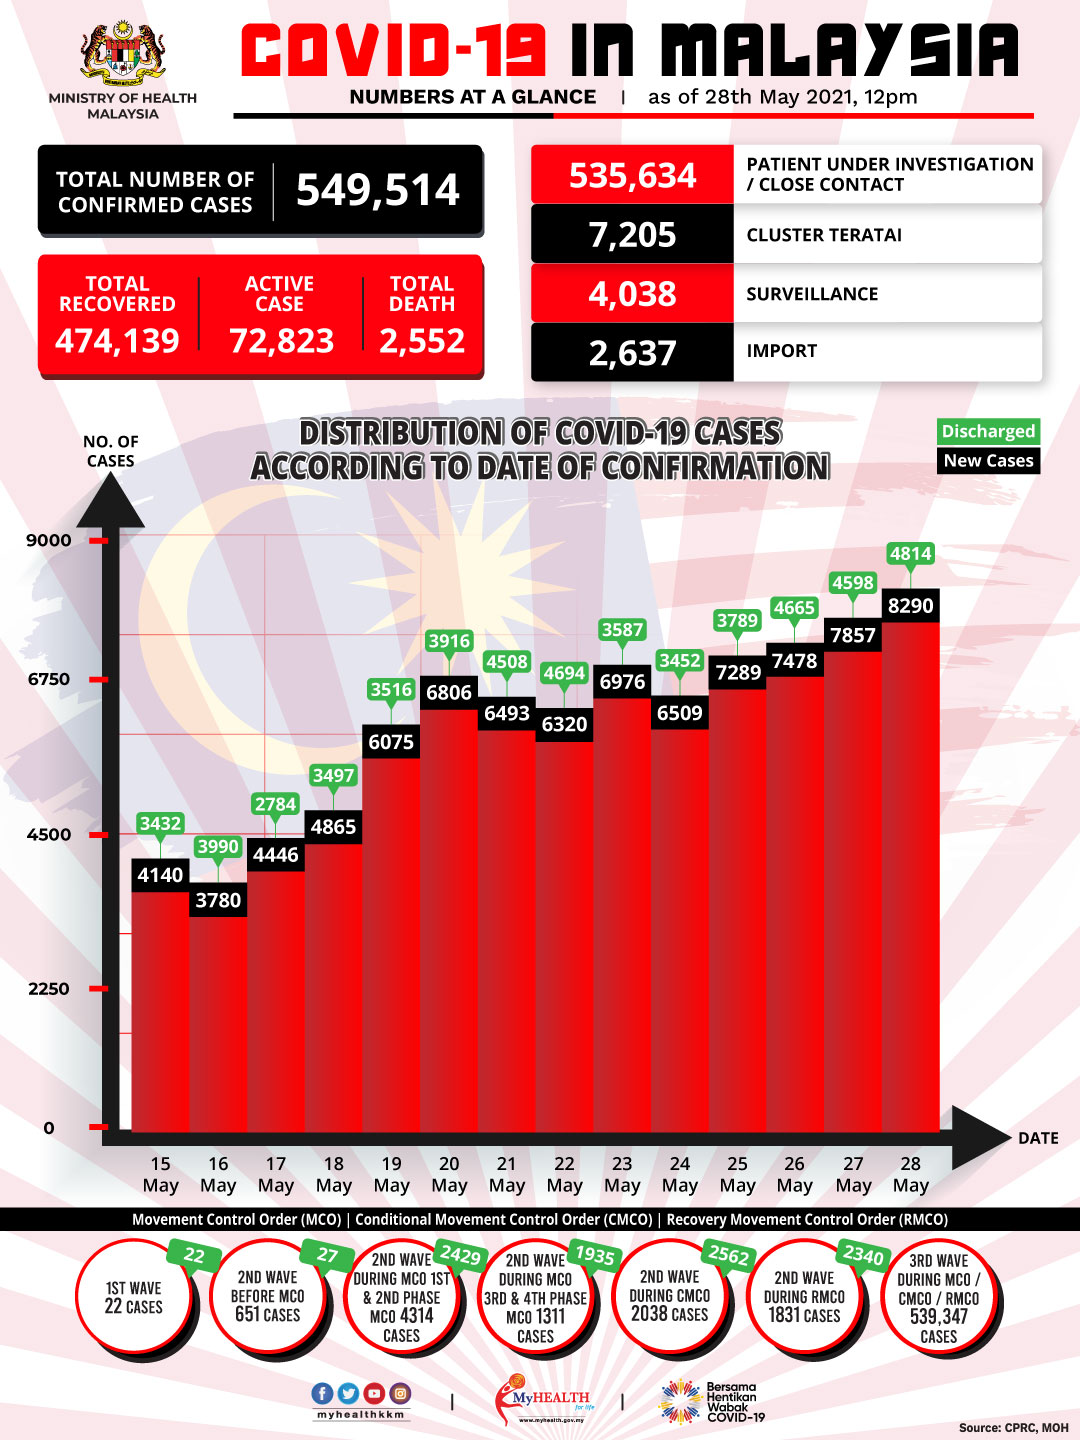 MINISTRY OF HEALTH
MALAYSIA
COVID-19 IN MALAYSIA
NUMBERS AT A GLANCE | as of 28th May 2021, 12pm
TOTAL NUMBER OF
CONFIRMED CASES
549,514
TOTAL
RECOVERED
474,139
ACTIVE
CASE
72,823
TOTAL
DEATH
2,552
535,634
PATIENT UNDER INVESTIGATION
/ CLOSE CONTACT
7,205
CLUSTER TERATAI
4,038
SURVEILLANCE
2,637
IMPORT
DISTRIBUTION OF COVID-19 CASES
ACCORDING TO DATE OF CONFIRMATION
Discharged
New Cases
NO. OF
CASES
9000
6750
4500
2250
0
3432
4140
3990
3780
2784
4446
3497
4865
3516
6075
3916
6806
4508
6493
4694
6320
3587
6976
3452
6509
3789
7289
4665
7478
4598
7857
4814
8290
DATE
15
May
16
May
17
May
18
May
19
May
20
May
21
May
22
May
23
May
24
May
25
May
26
May
27
May
28
May
Movement Control Order (MCO) | Conditional Movement Control Order (CMCO) | Recovery Movement Control Order (RMCO)
22
1ST WAVE
22 CASES
27
2ND WAVE
BEFORE MCO
651 CASES
2429
2ND WAVE
DURING MCO 1ST
& 2ND PHASE
MCO 4314
CASES
1935
2ND WAVE
DURING MCO
3RD & 4TH PHASE
MCO 1311
CASES
2562
2ND WAVE
DURING CMCO
2038 CASES
2340
2ND WAVE
DURING RMCO
1831 CASES
3RD WAVE
DURING MCO /
CMCO / RMCO
539,347
CASES
myhealthkkm
MyHEALTH
for life
www.myhealth.gov.my
Bersama
Hentikan
Wabak
COVID-19
Source: CPRC, MOH